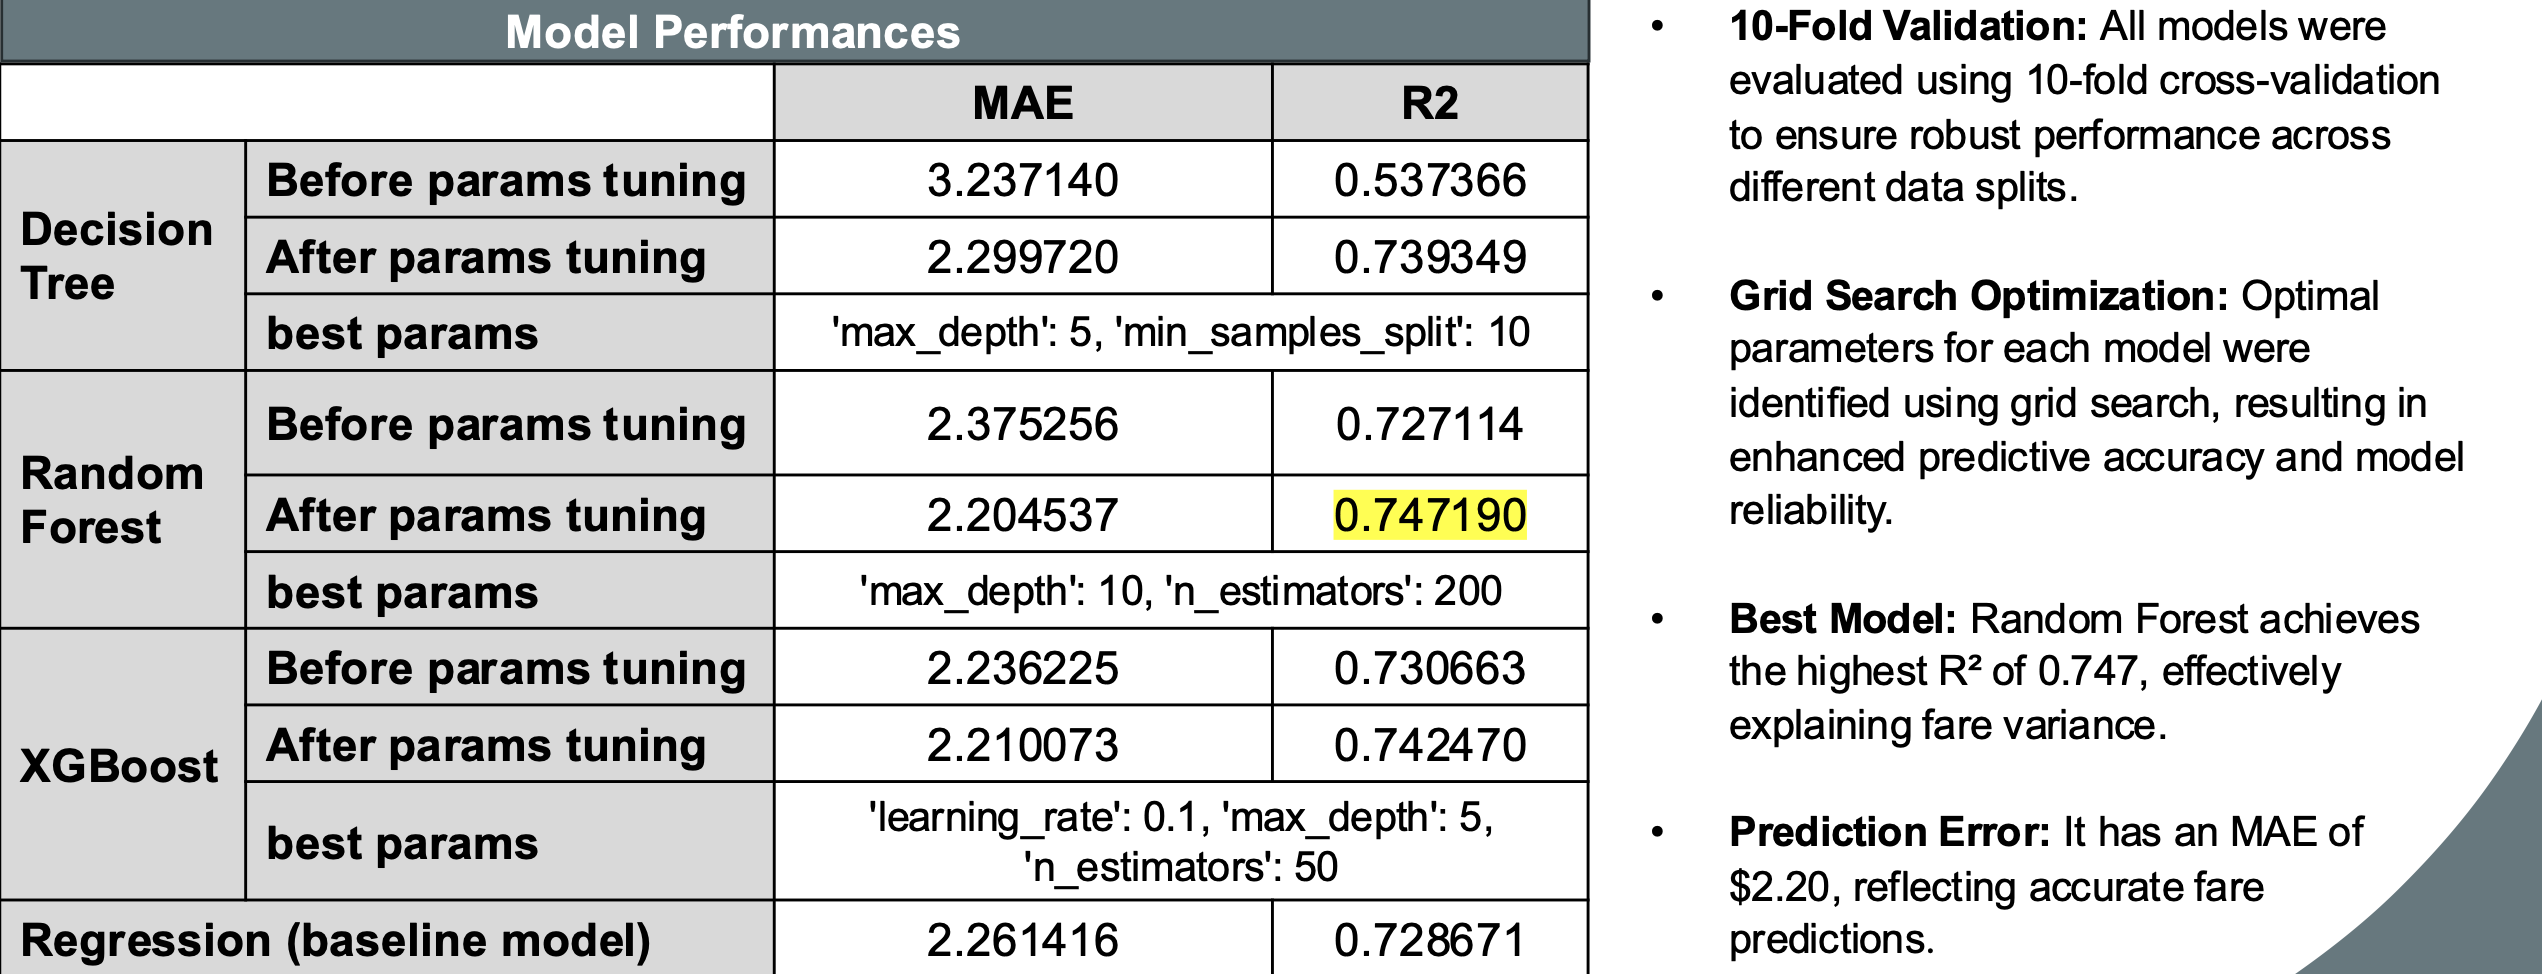 Model Performances
MAE R2
Decision Tree
Before params tuning 3.237140 0.537366
After params tuning 2.299720 0.739349
best params 'max_depth': 5, 'min_samples_split': 10
Random Forest
Before params tuning 2.375256 0.727114
After params tuning 2.204537 0.747190
best params 'max_depth': 10, 'n_estimators': 200
XGBoost
Before params tuning 2.236225 0.730663
After params tuning 2.210073 0.742470
best params 'learning_rate': 0.1, 'max_depth': 5,
'n_estimators': 50
Regression (baseline model) 2.261416 0.728671
• 10-Fold Validation: All models were
evaluated using 10-fold cross-validation
to ensure robust performance across
different data splits.
• Grid Search Optimization: Optimal
parameters for each model were
identified using grid search, resulting in
enhanced predictive accuracy and model
reliability.
• Best Model: Random Forest achieves
the highest R² of 0.747, effectively
explaining fare variance.
• Prediction Error: It has an MAE of
$2.20, reflecting accurate fare
predictions.